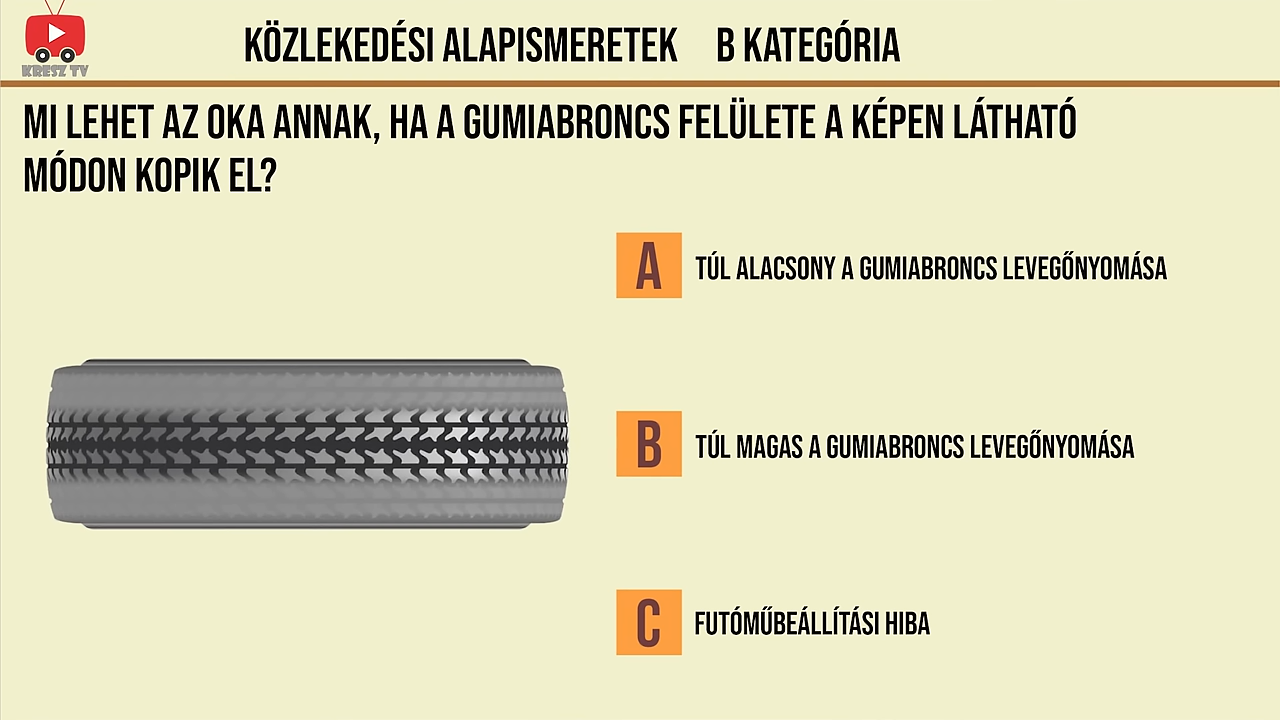 KRESZ TV
KÖZLEKEDÉSI ALAPISMERETEK B KATEGÓRIA
MI LEHET AZ OKA ANNAK, HA A GUMIABRONCS FELÜLETE A KÉPEN LÁTHATÓ
MÓDON KOPIK EL?
A TÚL ALACSONY A GUMIABRONCS LEVEGŐNYOMÁSA
B TÚL MAGAS A GUMIABRONCS LEVEGŐNYOMÁSA
C FUTÓMŰBEÁLLÍTÁSI HIBA